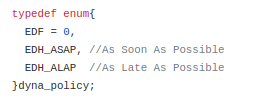 typedef enum{
  EDF = 0,
  EDH_ASAP, //As Soon As Possible
  EDH_ALAP  //As Late As Possible
}dyna_policy;